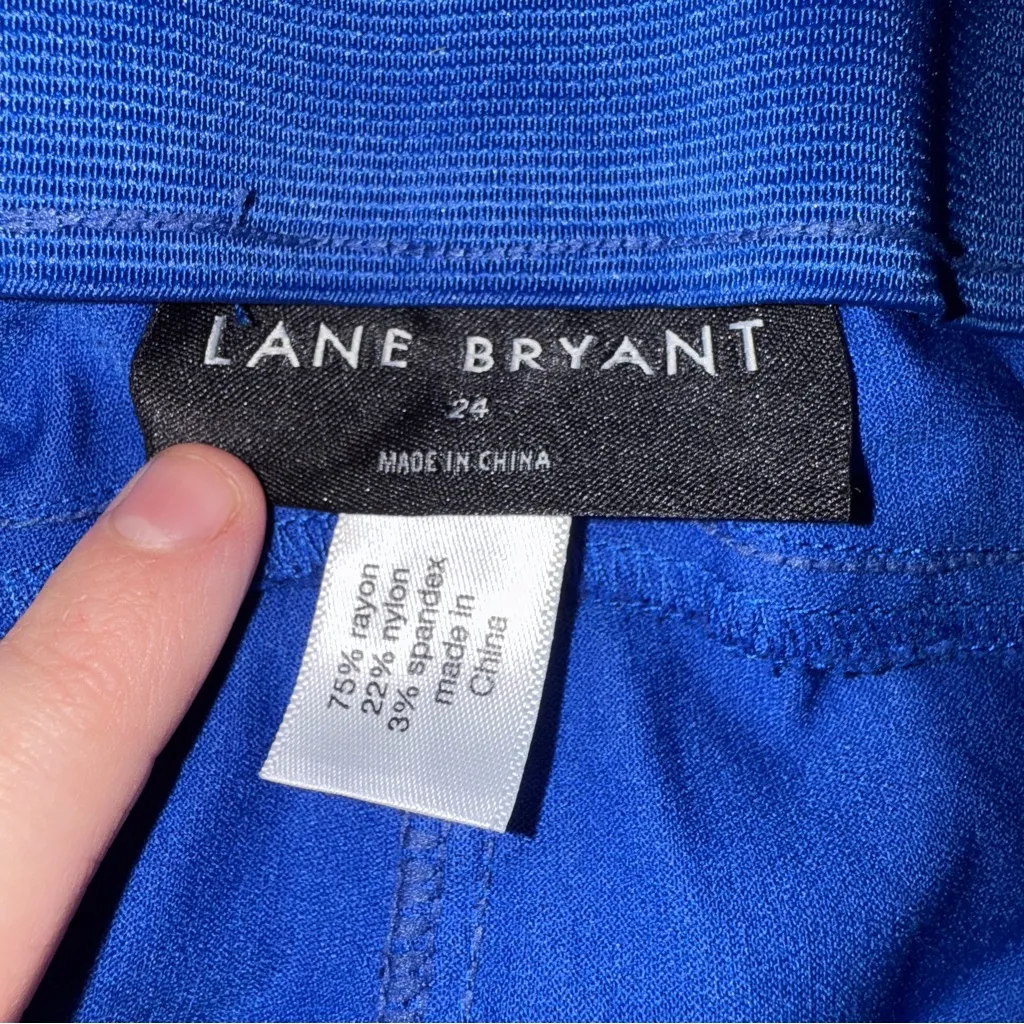 LANE BRYANT
24
MADE IN CHINA
75% rayon
22% nylon
3% spandex
made in
China